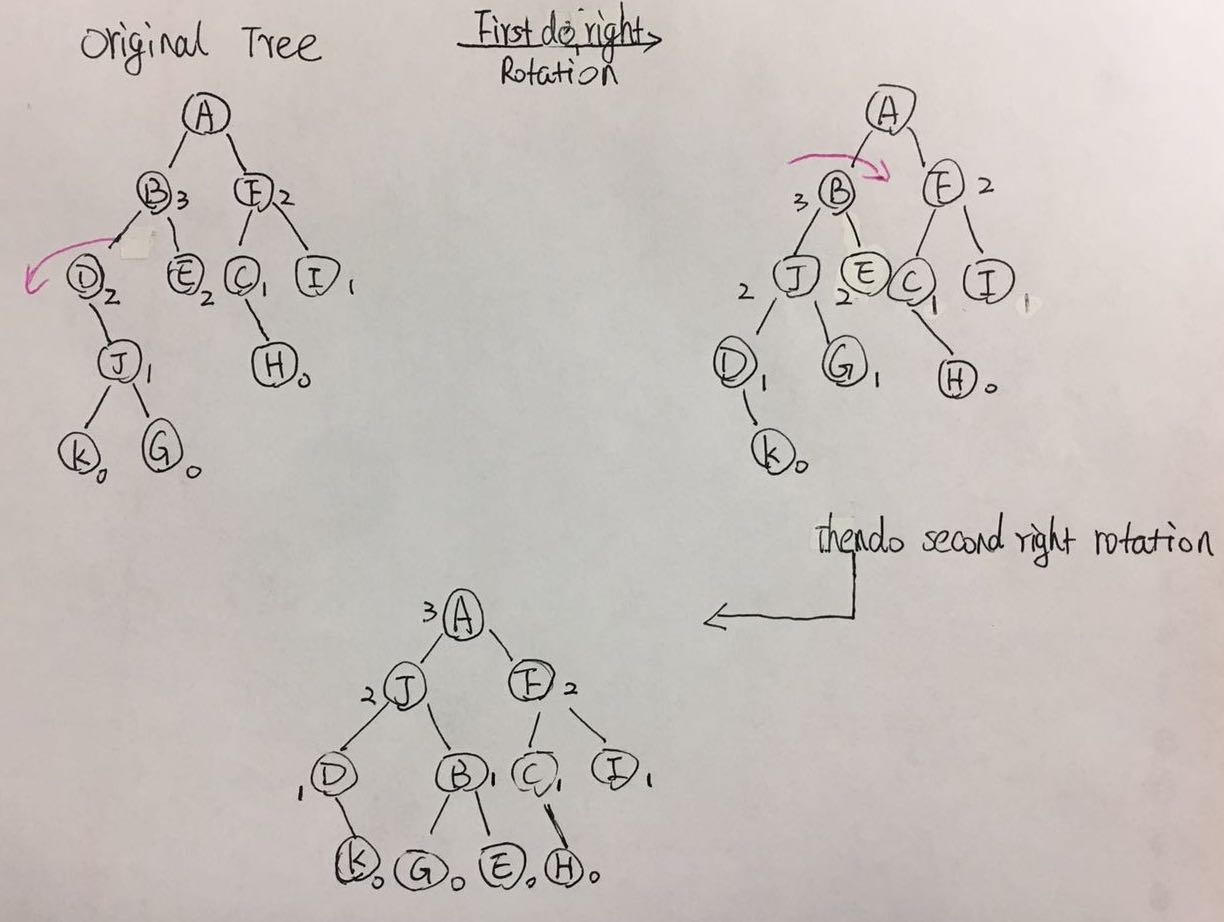 Original Tree
First do right
Rotation
A
B 3 F 2
D 2 E 2 C 1 I 1
J 1 H 0
K 0 G 0
A
3 B F 2
2 J 2 E C 1 I 1
D 1 G 1 H 0
K 0
then do second right rotation
3 A
2 J F 2
1 D B 1 C 1 I 1
K 0 G 0 E 0 H 0